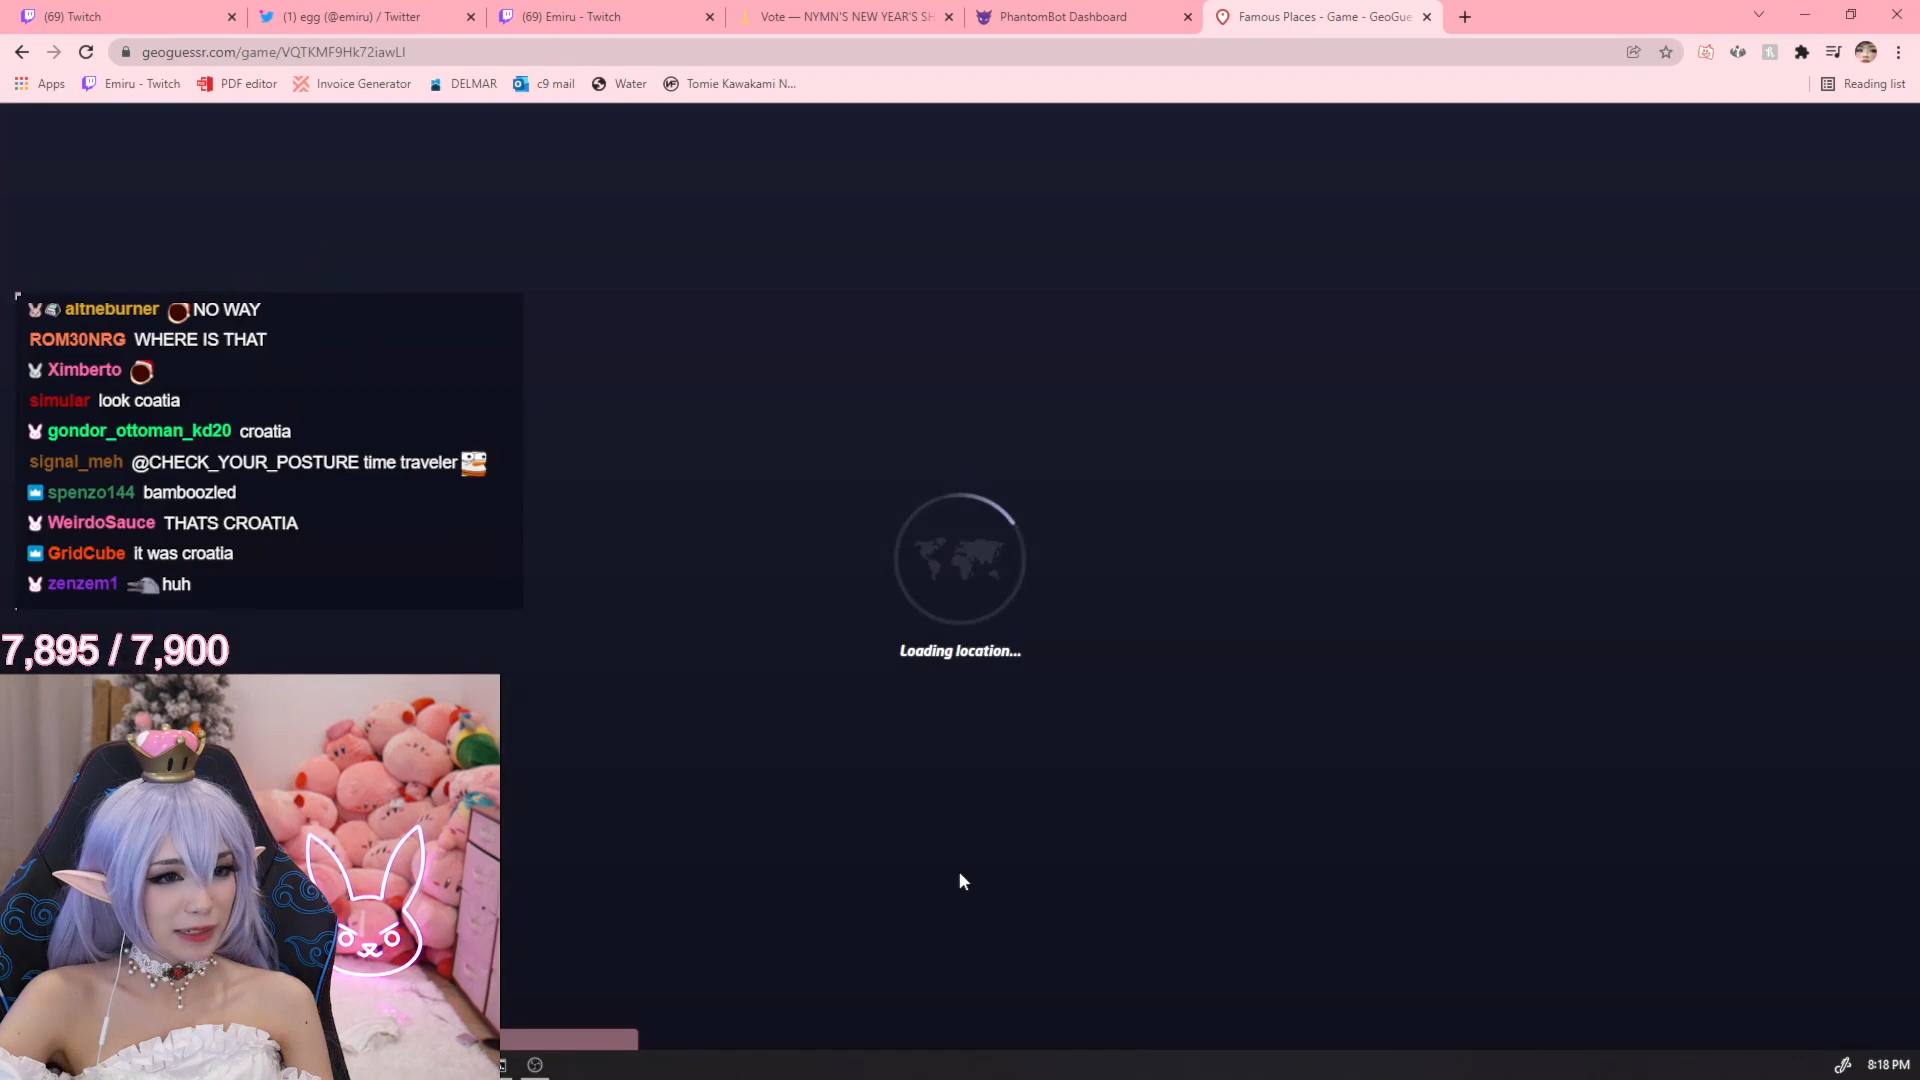 (69) Twitch
(1) egg (@emiru) / Twitter
(69) Emiru - Twitch
Vote — NYMN'S NEW YEAR'S SH
PhantomBot Dashboard
Famous Places - Game - GeoGue
geoguessr.com/game/VQTKMF9Hk72iawLI
Apps
Emiru - Twitch
PDF editor
Invoice Generator
DELMAR
c9 mail
Water
Tomie Kawakami N...
Reading list
altneburner NO WAY
ROM30NRG WHERE IS THAT
Ximberto
simular look coatia
gondor_ottoman_kd20 croatia
signal_meh @CHECK_YOUR_POSTURE time traveler
spenzo144 bamboozled
WeirdoSauce THATS CROATIA
GridCube it was croatia
zenzem1 huh
7,895 / 7,900
Loading location...
8:18 PM